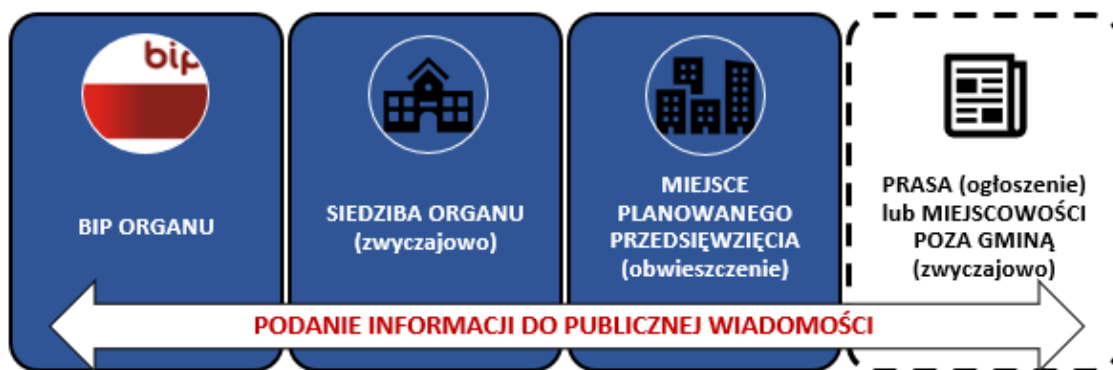 bip
BIP ORGANU
SIEDZIBA ORGANU
(zwyczajowo)
MIEJSCE
PLANOWANEGO
PRZEDSIĘWZIĘCIA
(obwieszczenie)
PRASA (ogłoszenie)
lub MIEJSCOWOŚCI
POZA GMINĄ
(zwyczajowo)
PODANIE INFORMACJI DO PUBLICZNEJ WIADOMOŚCI